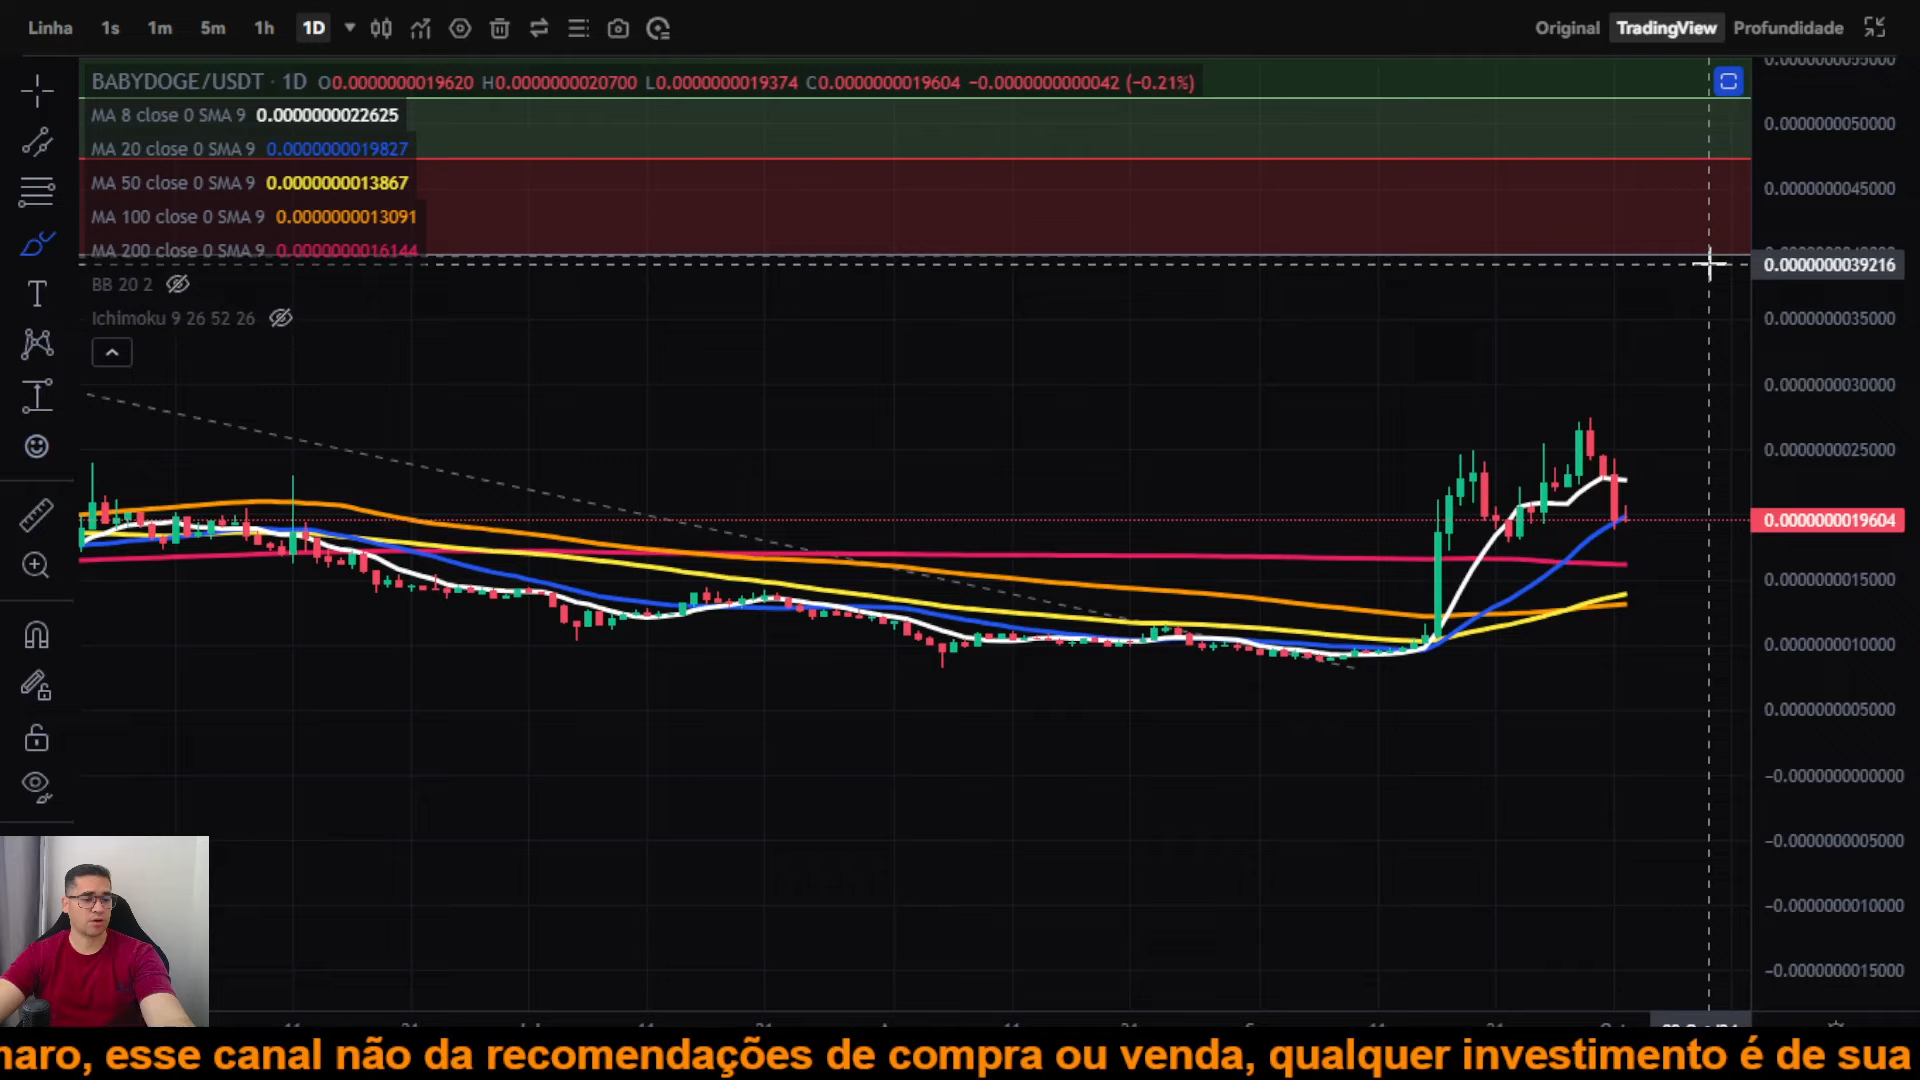 Linha 1s 1m 5m 1h 1D Original TradingView Profundidade
BABYDOGE/USDT · 1D O0.0000000019620 H0.0000000020700 L0.0000000019374 C0.0000000019604 −0.0000000000042 (−0.21%)
MA 8 close 0 SMA 9 0.0000000022625
MA 20 close 0 SMA 9 0.0000000019827
MA 50 close 0 SMA 9 0.0000000013867
MA 100 close 0 SMA 9 0.0000000013091
MA 200 close 0 SMA 9 0.0000000016144
BB 20 2
Ichimoku 9 26 52 26
0.0000000055000
0.0000000050000
0.0000000045000
0.0000000039216
0.0000000035000
0.0000000030000
0.0000000025000
0.0000000019604
0.0000000015000
0.0000000010000
0.0000000005000
−0.0000000000000
−0.0000000005000
−0.0000000010000
−0.0000000015000
naro, esse canal não da recomendações de compra ou venda, qualquer investimento é de sua